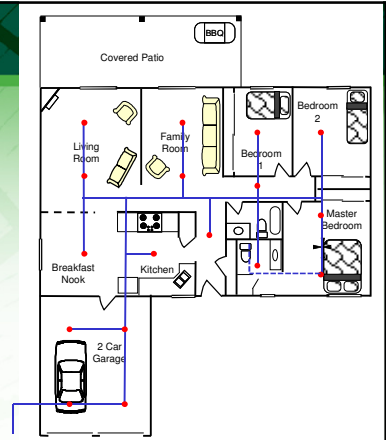 BBQ
Covered Patio
Living
Room
Family
Room
Bedroom
1
Bedroom
2
Master
Bedroom
Breakfast
Nook
Kitchen
2 Car
Garage